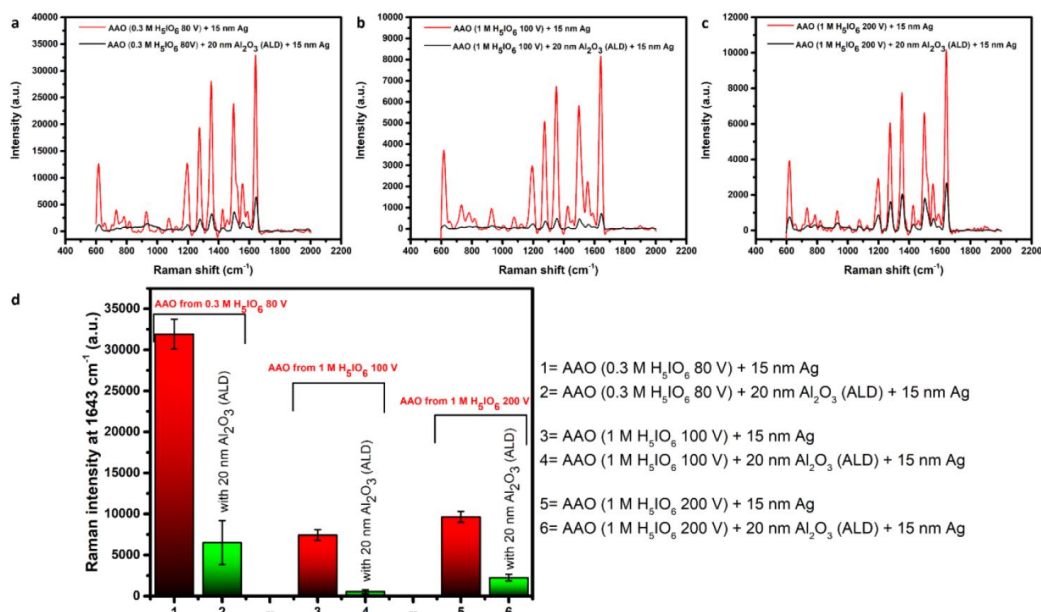 a
AAO (0.3 M H₅IO₆ 80 V) + 15 nm Ag
AAO (0.3 M H₅IO₆ 80V) + 20 nm Al₂O₃ (ALD) + 15 nm Ag
40000
35000
30000
25000
20000
15000
10000
5000
0
Intensity (a.u.)
400 600 800 1000 1200 1400 1600 1800 2000 2200
Raman shift (cm⁻¹)
b
AAO (1 M H₅IO₆ 100 V) + 15 nm Ag
AAO (1 M H₅IO₆ 100 V) + 20 nm Al₂O₃ (ALD) + 15 nm Ag
10000
9000
8000
7000
6000
5000
4000
3000
2000
1000
0
Intensity (a.u.)
400 600 800 1000 1200 1400 1600 1800 2000 2200
Raman shift (cm⁻¹)
c
AAO (1 M H₅IO₆ 200 V) + 15 nm Ag
AAO (1 M H₅IO₆ 200 V) + 20 nm Al₂O₃ (ALD) + 15 nm Ag
12000
10000
8000
6000
4000
2000
0
Intensity (a.u.)
400 600 800 1000 1200 1400 1600 1800 2000 2200
Raman shift (cm⁻¹)
d
35000
30000
25000
20000
15000
10000
5000
0
Raman intensity at 1643 cm⁻¹ (a.u.)
AAO from 0.3 M H₅IO₆ 80 V
with 20 nm Al₂O₃ (ALD)
AAO from 1 M H₅IO₆ 100 V
with 20 nm Al₂O₃ (ALD)
AAO from 1 M H₅IO₆ 200 V
with 20 nm Al₂O₃ (ALD)
1 2 -- 3 4 -- 5 6
1= AAO (0.3 M H₅IO₆ 80 V) + 15 nm Ag
2= AAO (0.3 M H₅IO₆ 80 V) + 20 nm Al₂O₃ (ALD) + 15 nm Ag
3= AAO (1 M H₅IO₆ 100 V) + 15 nm Ag
4= AAO (1 M H₅IO₆ 100 V) + 20 nm Al₂O₃ (ALD) + 15 nm Ag
5= AAO (1 M H₅IO₆ 200 V) + 15 nm Ag
6= AAO (1 M H₅IO₆ 200 V) + 20 nm Al₂O₃ (ALD) + 15 nm Ag